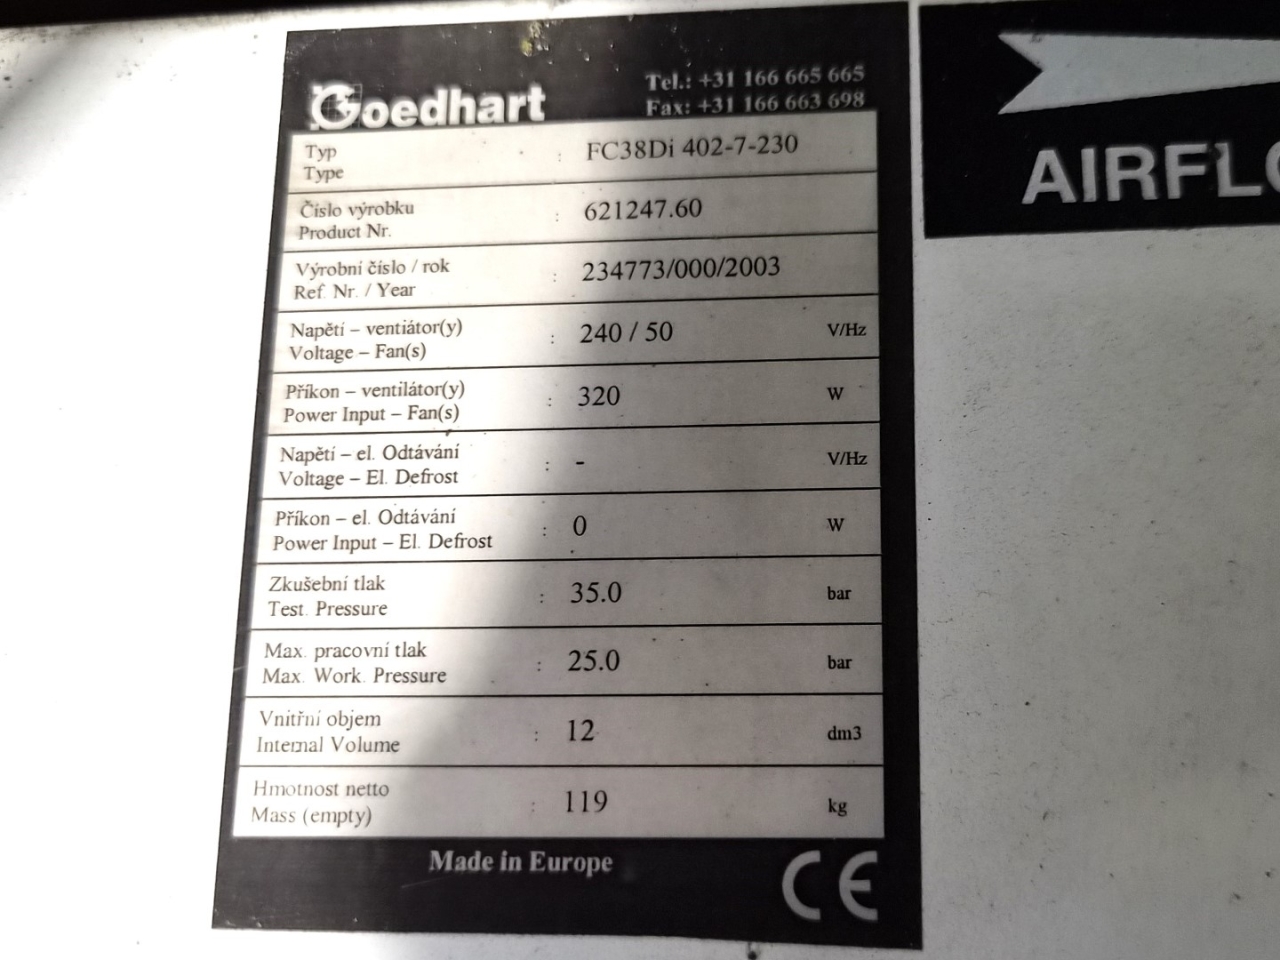 Goedhart
Tel.: +31 166 665 665
Fax: +31 166 663 698
Typ
Type : FC38Di 402-7-230
Číslo výrobku
Product Nr. : 621247.60
Výrobní číslo / rok
Ref. Nr. / Year : 234773/000/2003
Napětí – ventiátor(y)
Voltage – Fan(s) : 240 / 50 V/Hz
Příkon – ventilátor(y)
Power Input – Fan(s) : 320 W
Napětí – el. Odtávání
Voltage – El. Defrost : - V/Hz
Příkon – el. Odtávání
Power Input – El. Defrost : 0 W
Zkušební tlak
Test. Pressure : 35.0 bar
Max. pracovní tlak
Max. Work. Pressure : 25.0 bar
Vnitřní objem
Internal Volume : 12 dm3
Hmotnost netto
Mass (empty) : 119 kg
Made in Europe
CE